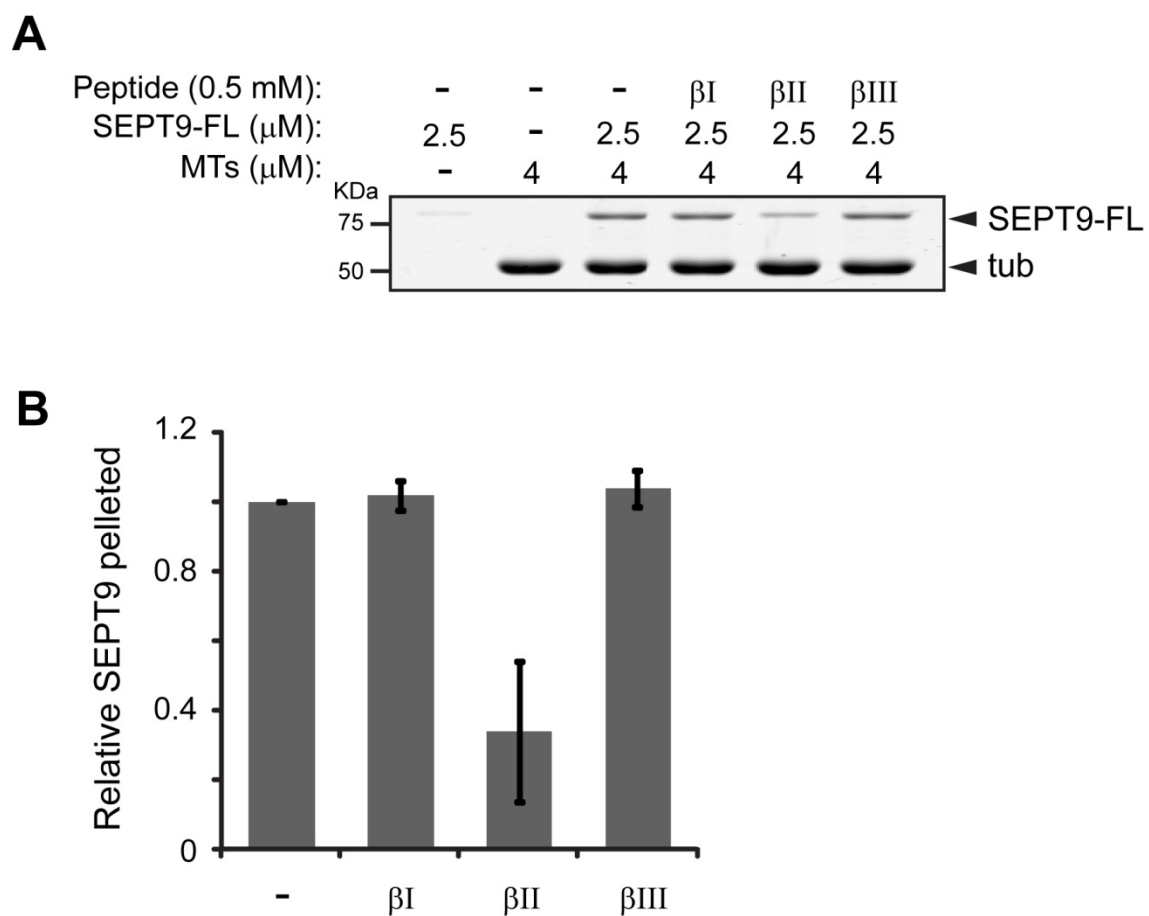 A
Peptide (0.5 mM): - - - βI βII βIII
SEPT9-FL (μM): 2.5 - 2.5 2.5 2.5 2.5
MTs (μM): - 4 4 4 4 4
KDa
75
SEPT9-FL
50
tub
B
Relative SEPT9 pelleted
1.2
0.8
0.4
0
- βI βII βIII